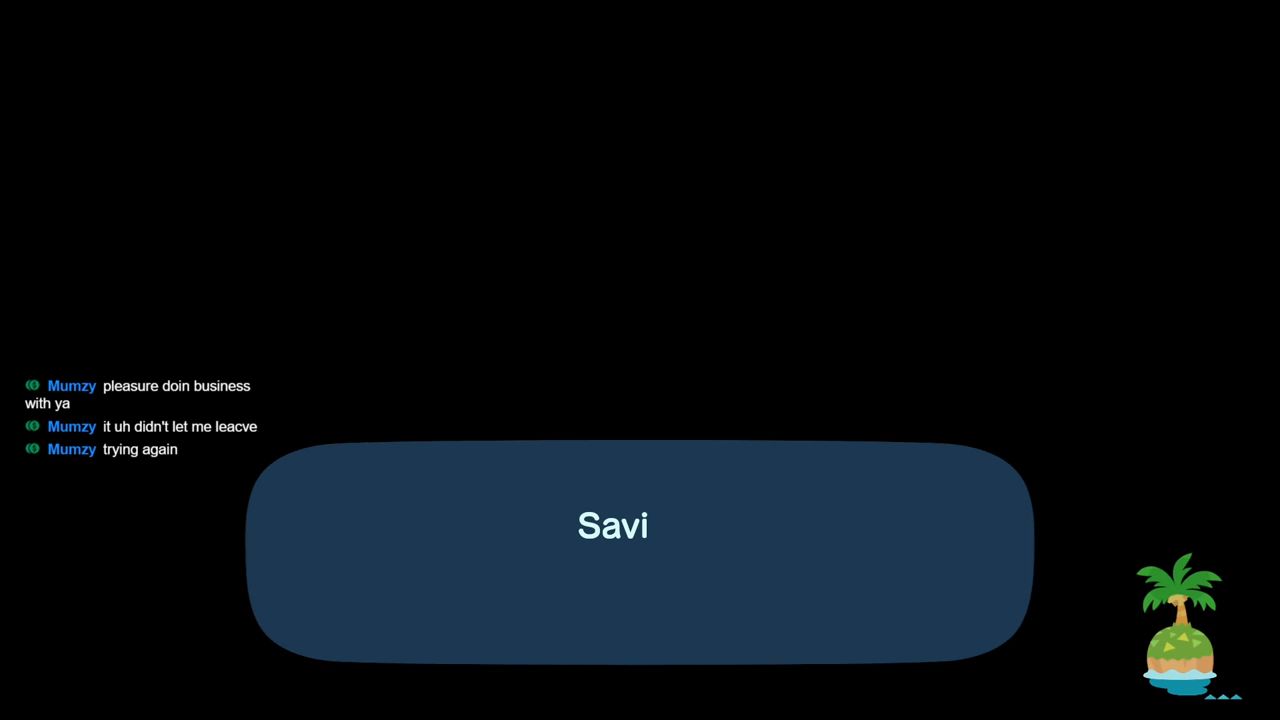 Mumzy pleasure doin business
with ya
Mumzy it uh didn't let me leacve
Mumzy trying again
Savi